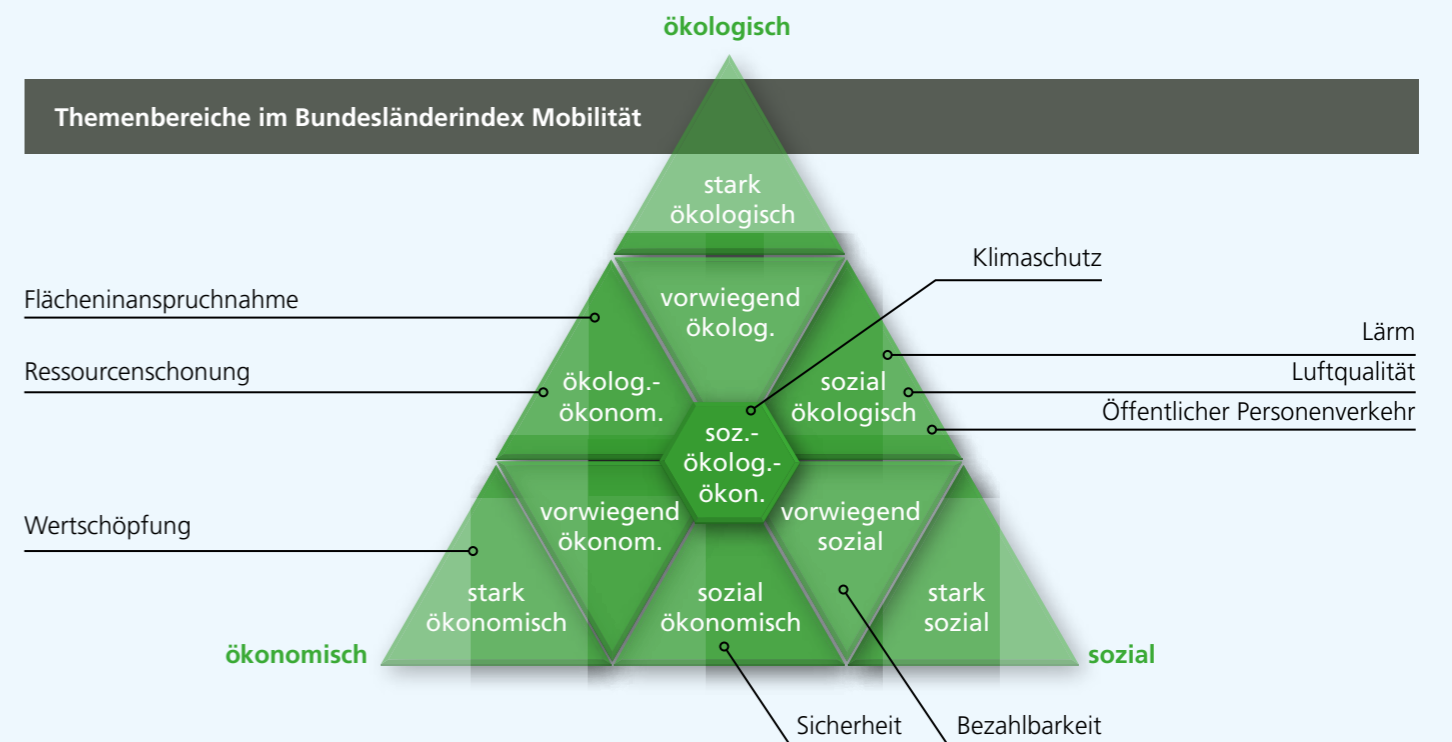 ökologisch
Themenbereiche im Bundesländerindex Mobilität
stark
ökologisch
Klimaschutz
vorwiegend
ökolog.
Flächeninanspruchnahme
Lärm
Ressourcenschonung
Luftqualität
ökolog.-
ökonom.
sozial
ökologisch
Öffentlicher Personenverkehr
soz.-
ökolog.-
ökon.
Wertschöpfung
vorwiegend
ökonom.
vorwiegend
sozial
stark
ökonomisch
sozial
ökonomisch
stark
sozial
ökonomisch
sozial
Sicherheit
Bezahlbarkeit